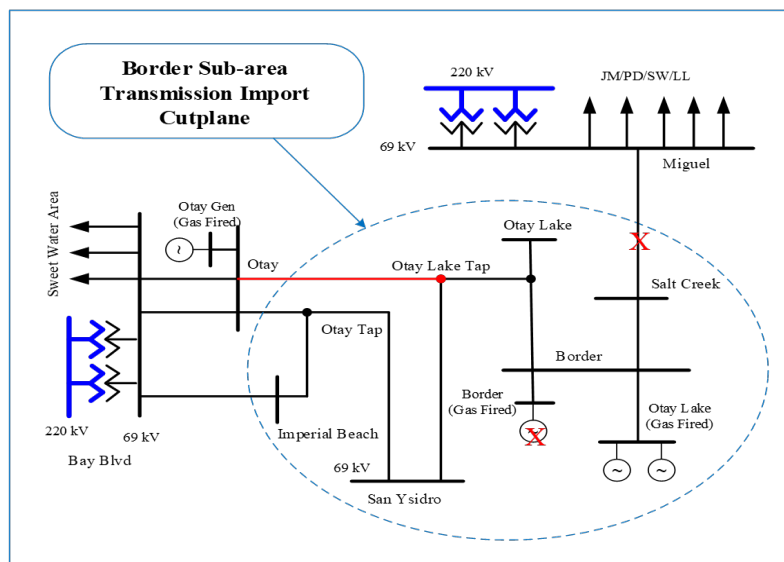 Border Sub-area
Transmission Import
Cutplane
220 kV
JM/PD/SW/LL
69 kV
Miguel
Sweet Water Area
Otay Gen
(Gas Fired)
~
Otay
Otay Lake
Otay Lake Tap
X
Salt Creek
Otay Tap
Border
Border
(Gas Fired)
X
Otay Lake
(Gas Fired)
~
~
Imperial Beach
220 kV
69 kV
Bay Blvd
69 kV
San Ysidro